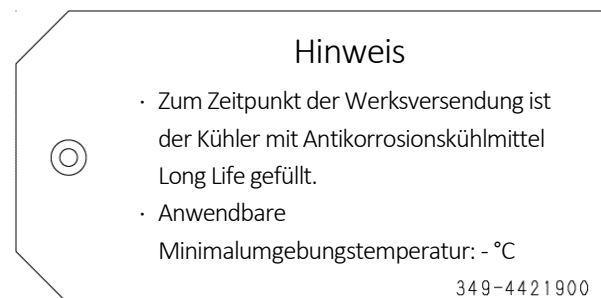 Hinweis
· Zum Zeitpunkt der Werksversendung ist
der Kühler mit Antikorrosionskühlmittel
Long Life gefüllt.
· Anwendbare
Minimalumgebungstemperatur: - °C
349-4421900